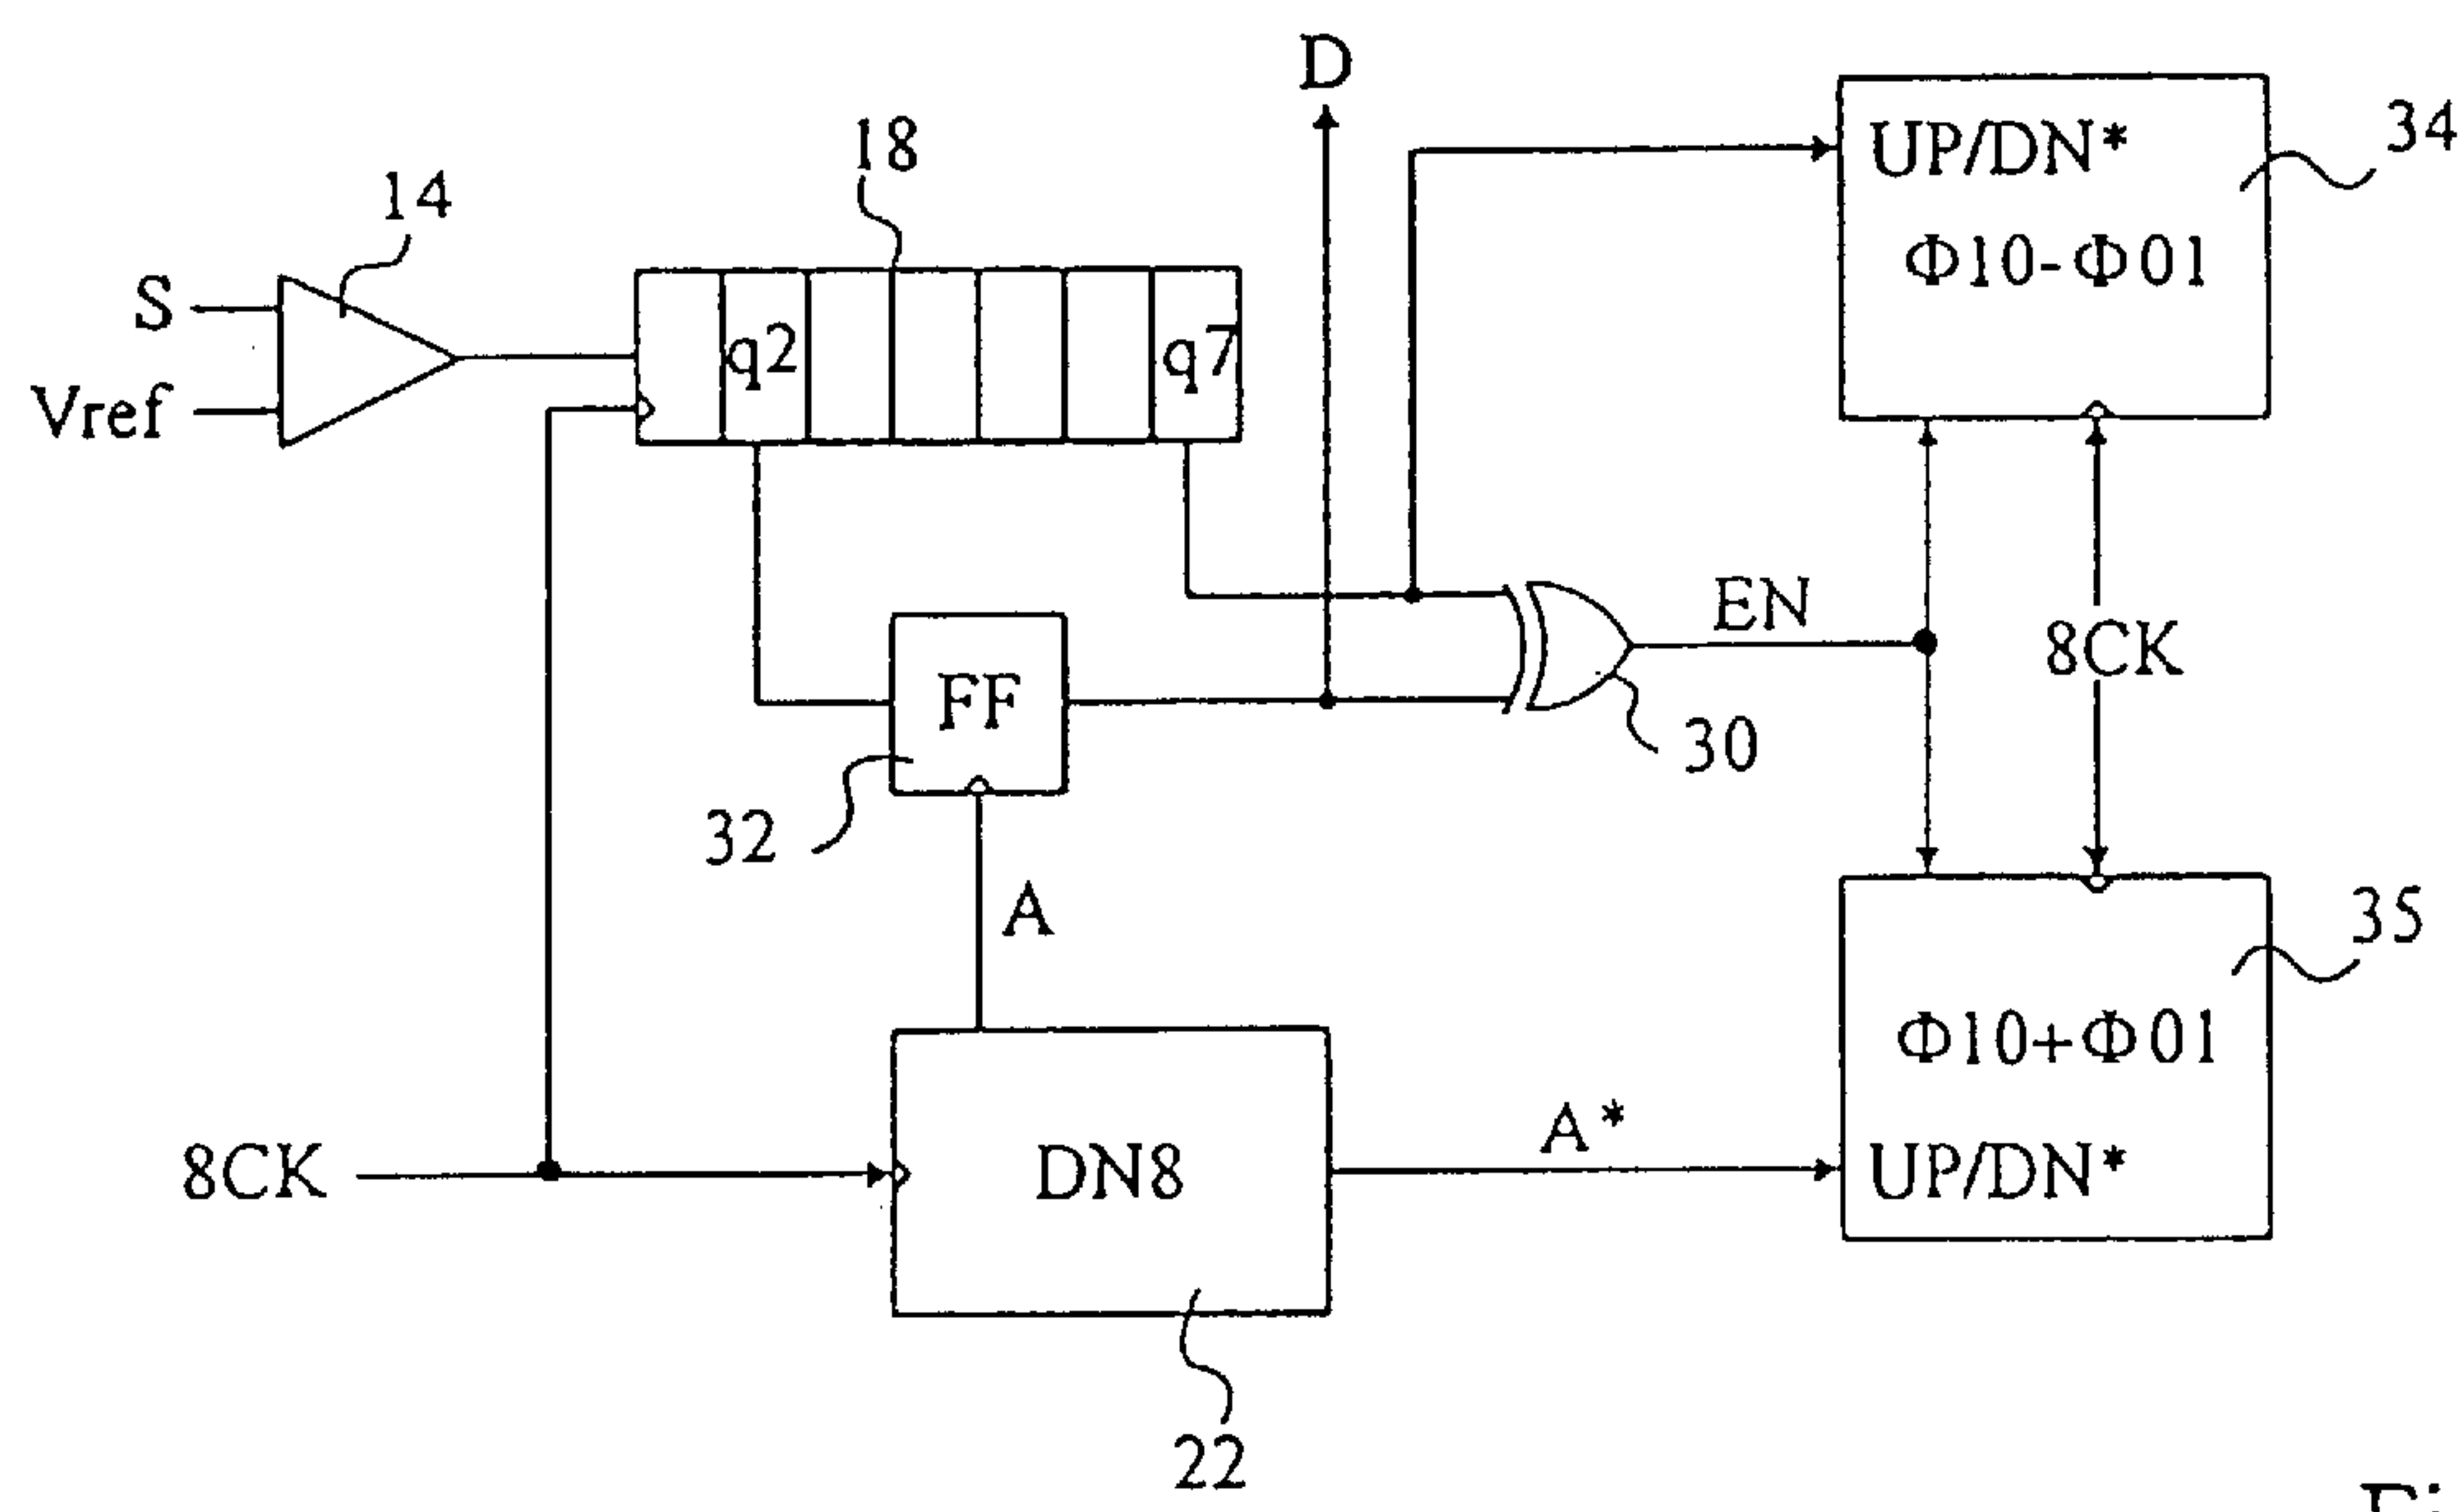 D
34
UP/DN*
Φ10-Φ01
18
14
S
Vref
q2
q7
EN
8CK
FF
30
32
A
35
Φ10+Φ01
UP/DN*
A*
8CK
DN8
22